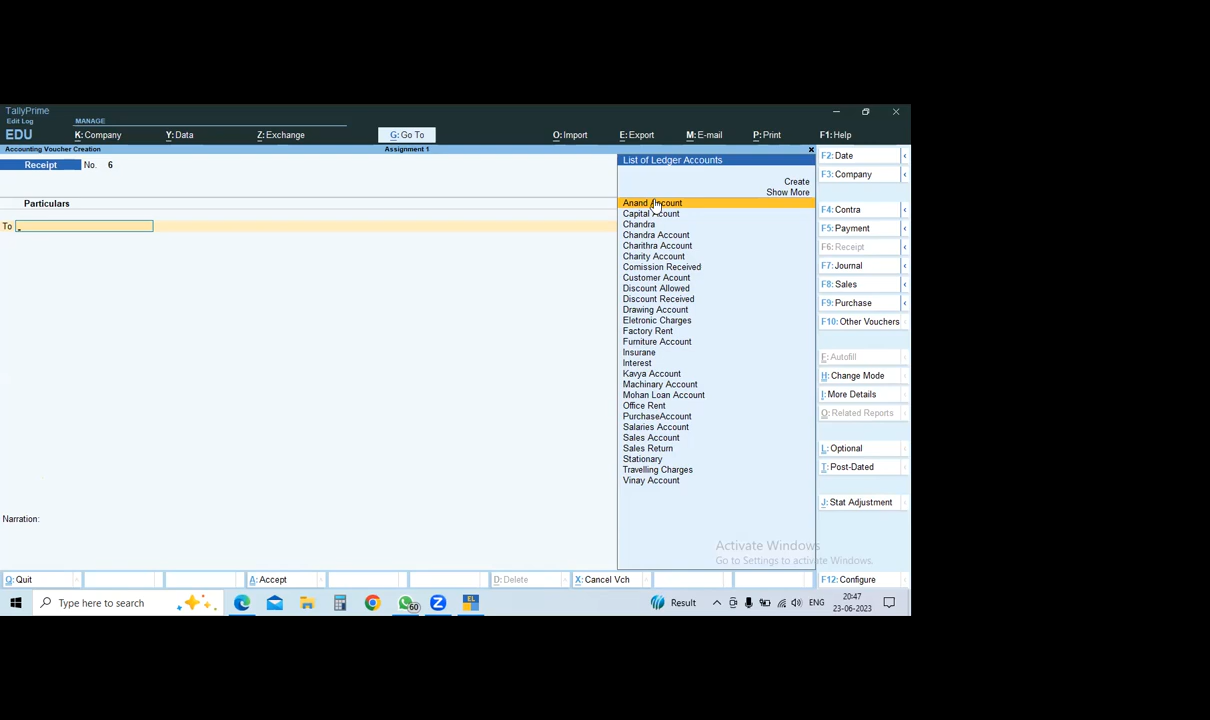 TallyPrime
Edit Log
EDU
MANAGE
K: Company
Y: Data
Z: Exchange
G: Go To
O: Import
E: Export
M: E-mail
P: Print
F1: Help
Accounting Voucher Creation
Assignment 1
Receipt No. 6
Particulars
To
Narration:
List of Ledger Accounts
Create
Show More
Anand Account
Capital Acount
Chandra
Chandra Account
Charithra Account
Charity Account
Comission Received
Customer Acount
Discount Allowed
Discount Received
Drawing Account
Eletronic Charges
Factory Rent
Furniture Account
Insurane
Interest
Kavya Account
Machinary Account
Mohan Loan Account
Office Rent
PurchaseAccount
Salaries Account
Sales Account
Sales Return
Stationary
Travelling Charges
Vinay Account
F2: Date
F3: Company
F4: Contra
F5: Payment
F6: Receipt
F7: Journal
F8: Sales
F9: Purchase
F10: Other Vouchers
F: Autofill
H: Change Mode
I: More Details
O: Related Reports
L: Optional
T: Post-Dated
J: Stat Adjustment
Activate Windows
Go to Settings to activate Windows.
Q: Quit
A: Accept
D: Delete
X: Cancel Vch
F12: Configure
Type here to search
60
EL
Result
ENG
20:47
23-06-2023